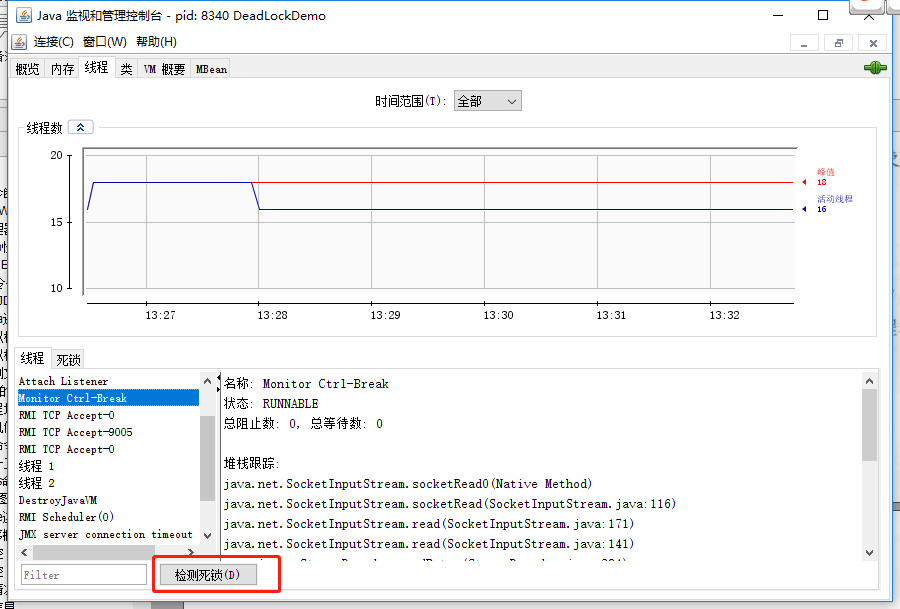 Java 监视和管理控制台 - pid: 8340 DeadLockDemo
连接(C) 窗口(W) 帮助(H)
概览 内存 线程 类 VM 概要 MBean
时间范围(T): 全部
线程数
20
15
10
峰值
18
活动线程
16
13:27 13:28 13:29 13:30 13:31 13:32
线程 死锁
Attach Listener
Monitor Ctrl-Break
RMI TCP Accept-0
RMI TCP Accept-9005
RMI TCP Accept-0
线程 1
线程 2
DestroyJavaVM
RMI Scheduler(0)
JMX server connection timeout
名称: Monitor Ctrl-Break
状态: RUNNABLE
总阻止数: 0, 总等待数: 0
堆栈跟踪:
java.net.SocketInputStream.socketRead0(Native Method)
java.net.SocketInputStream.socketRead(SocketInputStream.java:116)
java.net.SocketInputStream.read(SocketInputStream.java:171)
java.net.SocketInputStream.read(SocketInputStream.java:141)
Filter
检测死锁(D)